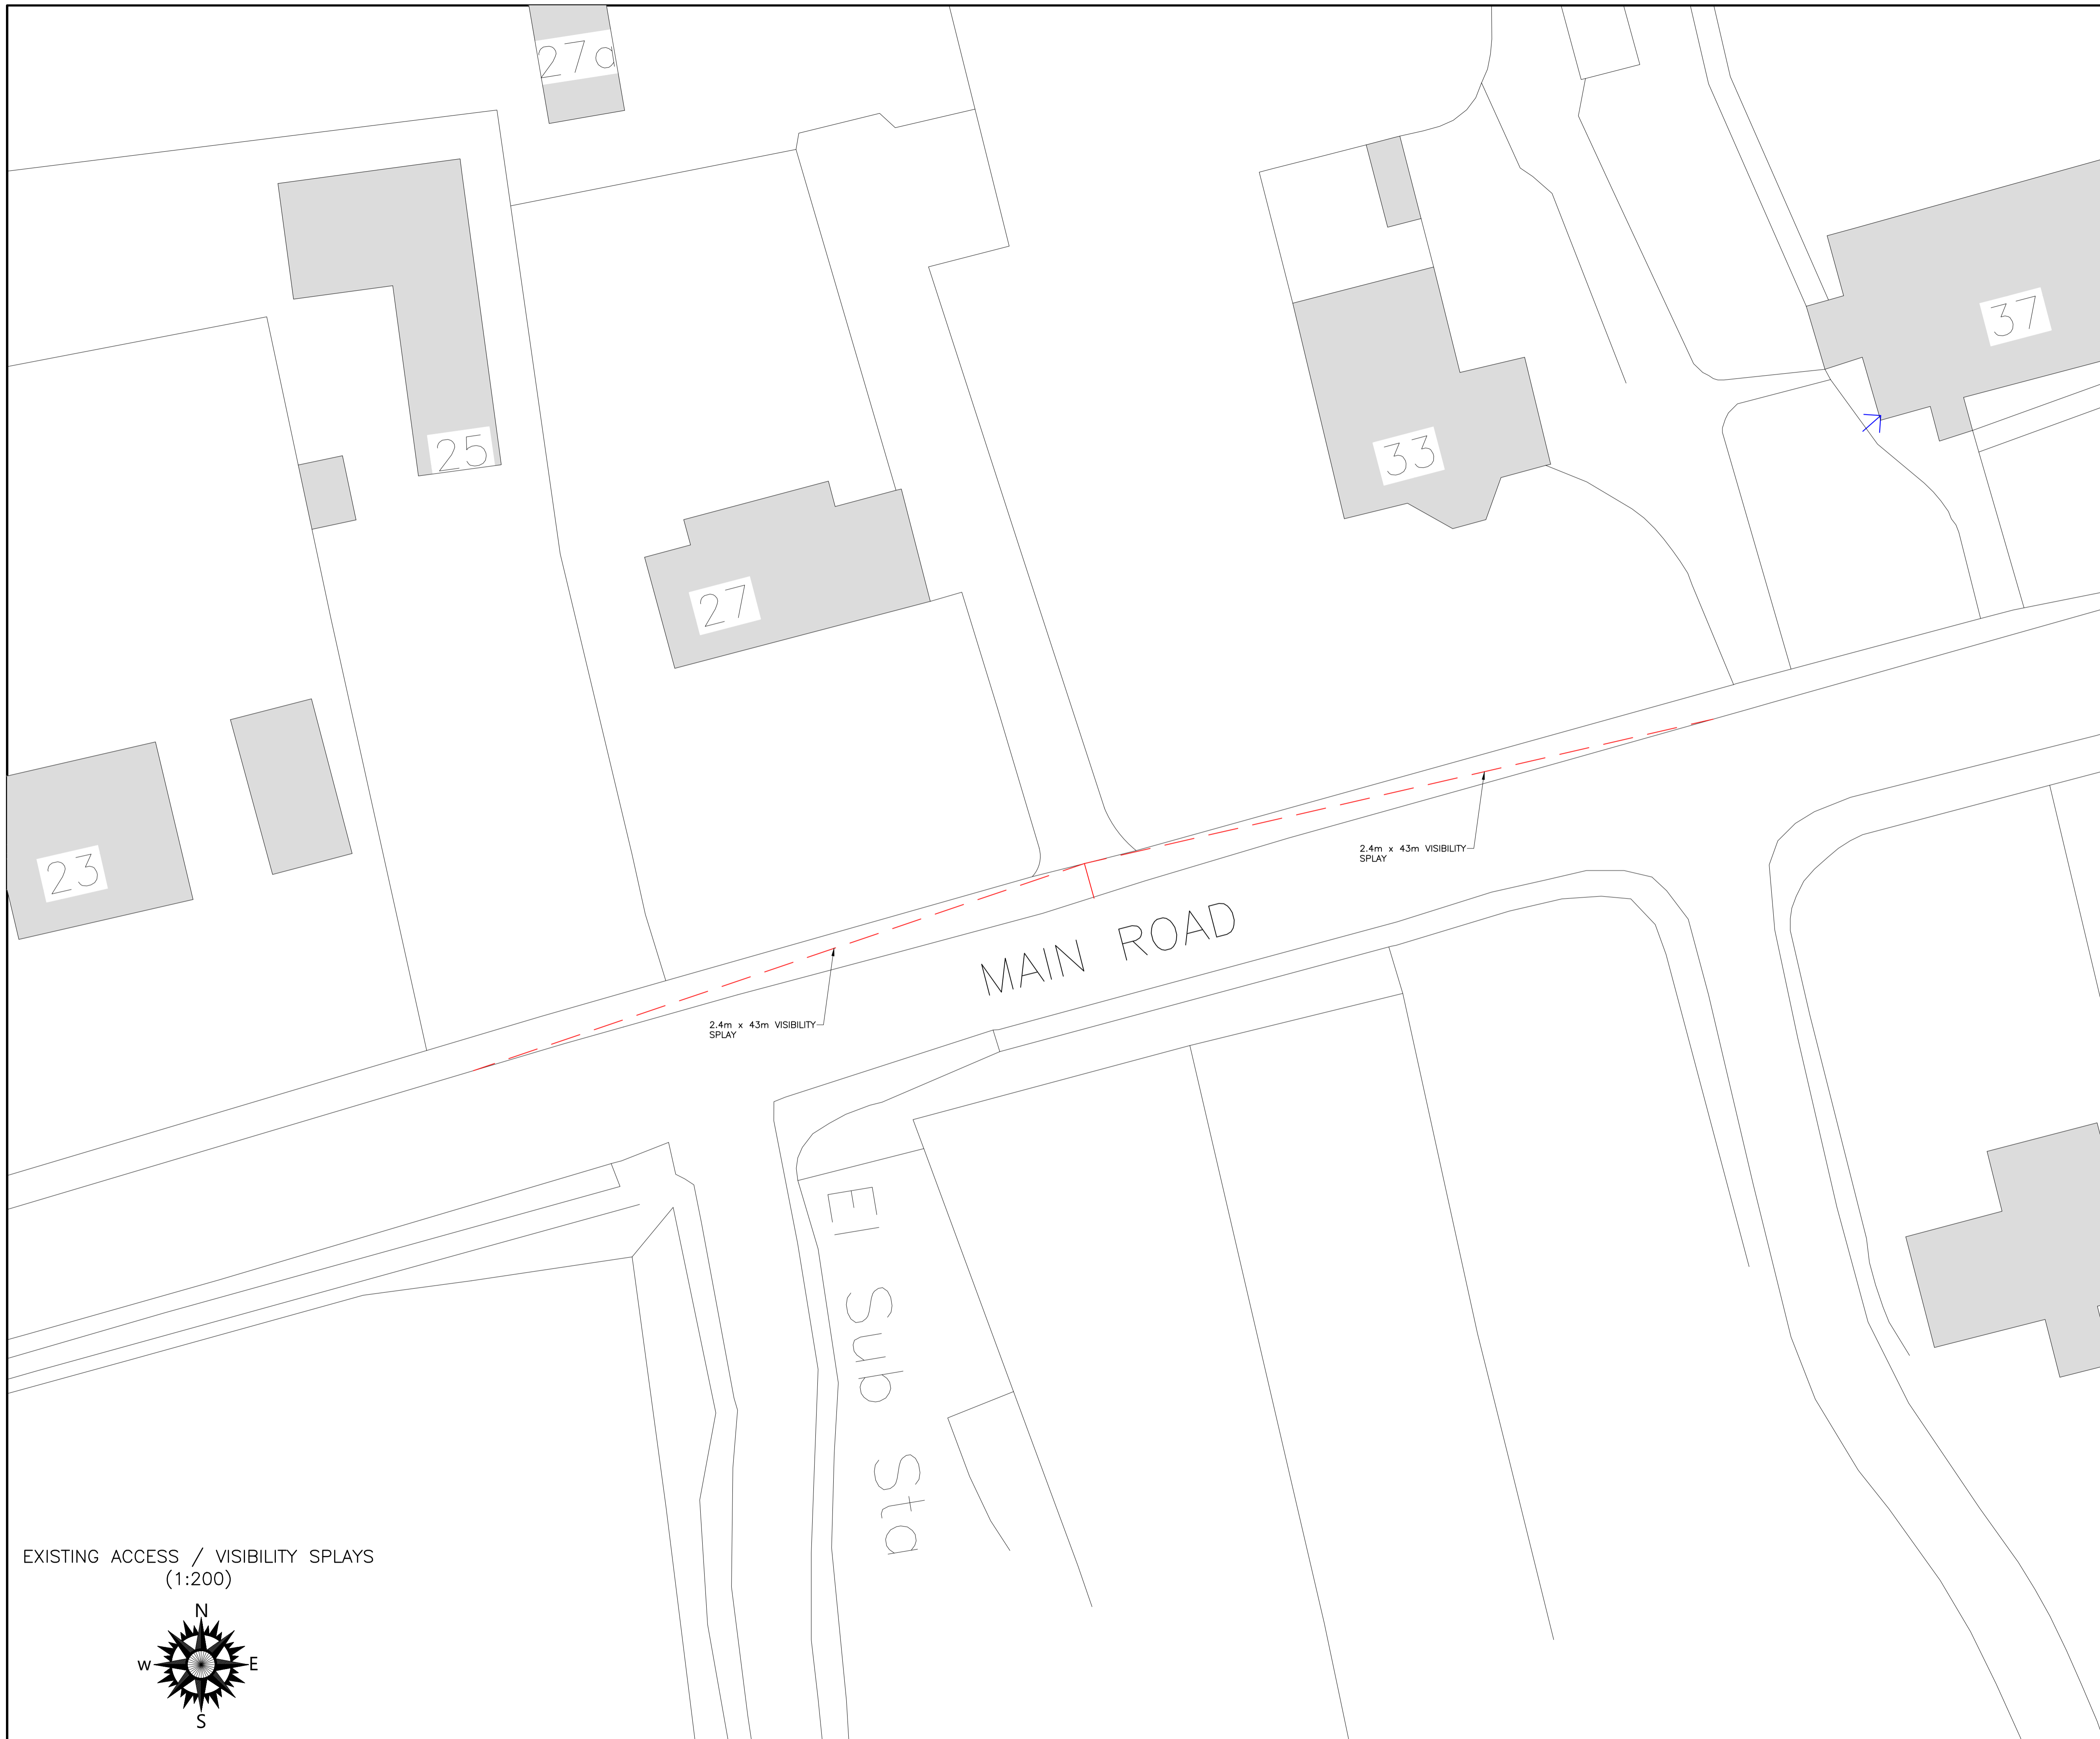 27a
25
37
33
27
23
2.4m x 43m VISIBILITY
SPLAY
MAIN ROAD
2.4m x 43m VISIBILITY
SPLAY
El Sub Sta
EXISTING ACCESS / VISIBILITY SPLAYS
(1:200)
N
W
E
S